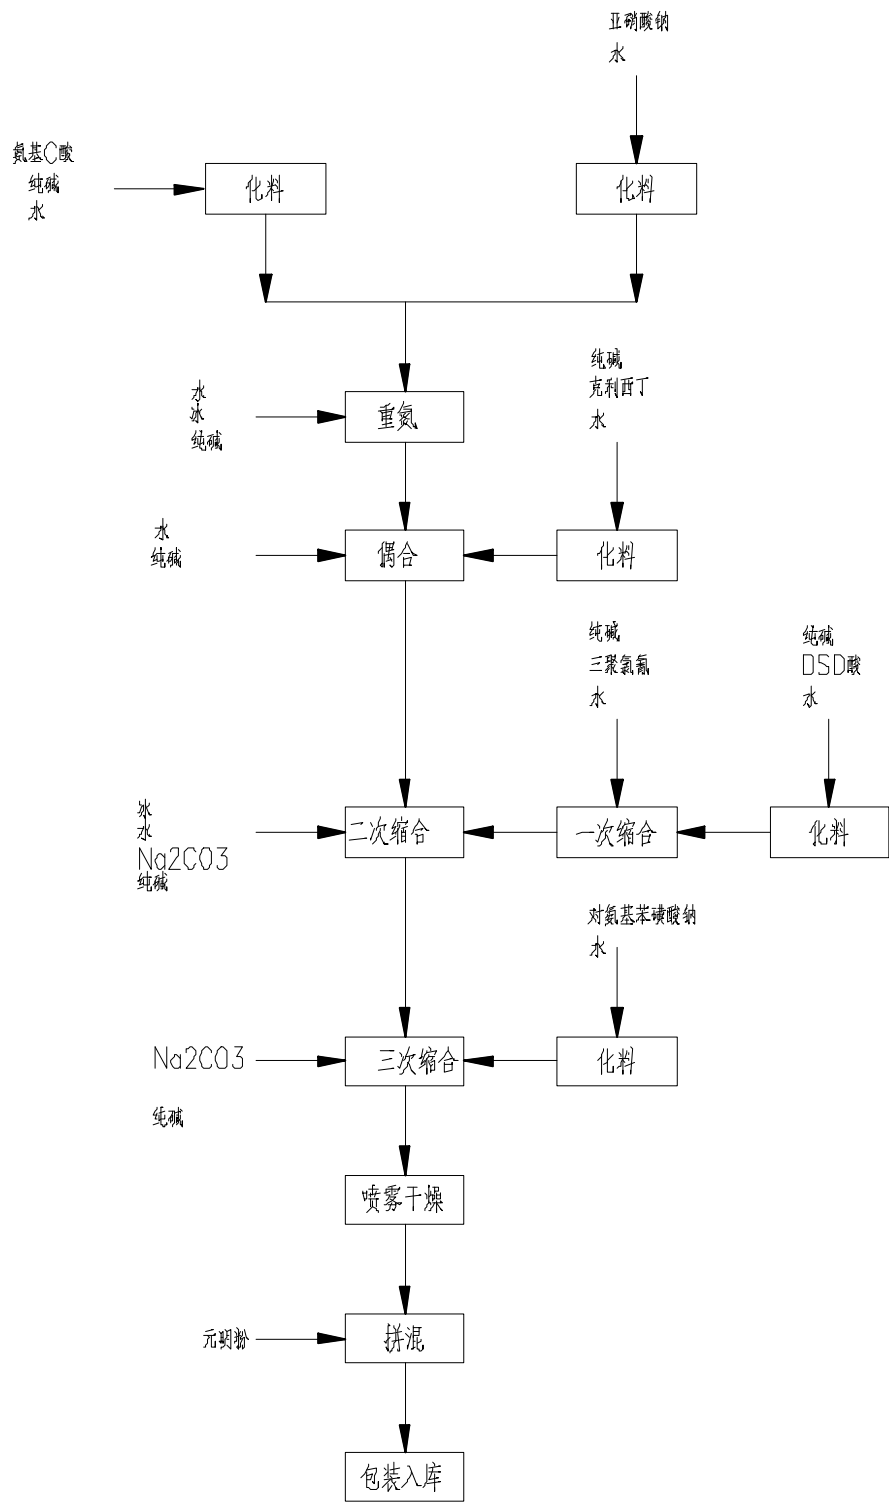 亚硝酸钠
水
氨基C酸
纯碱
水
化料
化料
纯碱
克利西丁
水
水
冰
纯碱
重氮
水
纯碱
偶合
化料
纯碱
三聚氯氰
水
纯碱
DSD酸
水
冰
水
Na2CO3
纯碱
二次缩合
一次缩合
化料
对氨基苯磺酸钠
水
Na2CO3
纯碱
三次缩合
化料
喷雾干燥
元明粉
拼混
包装入库